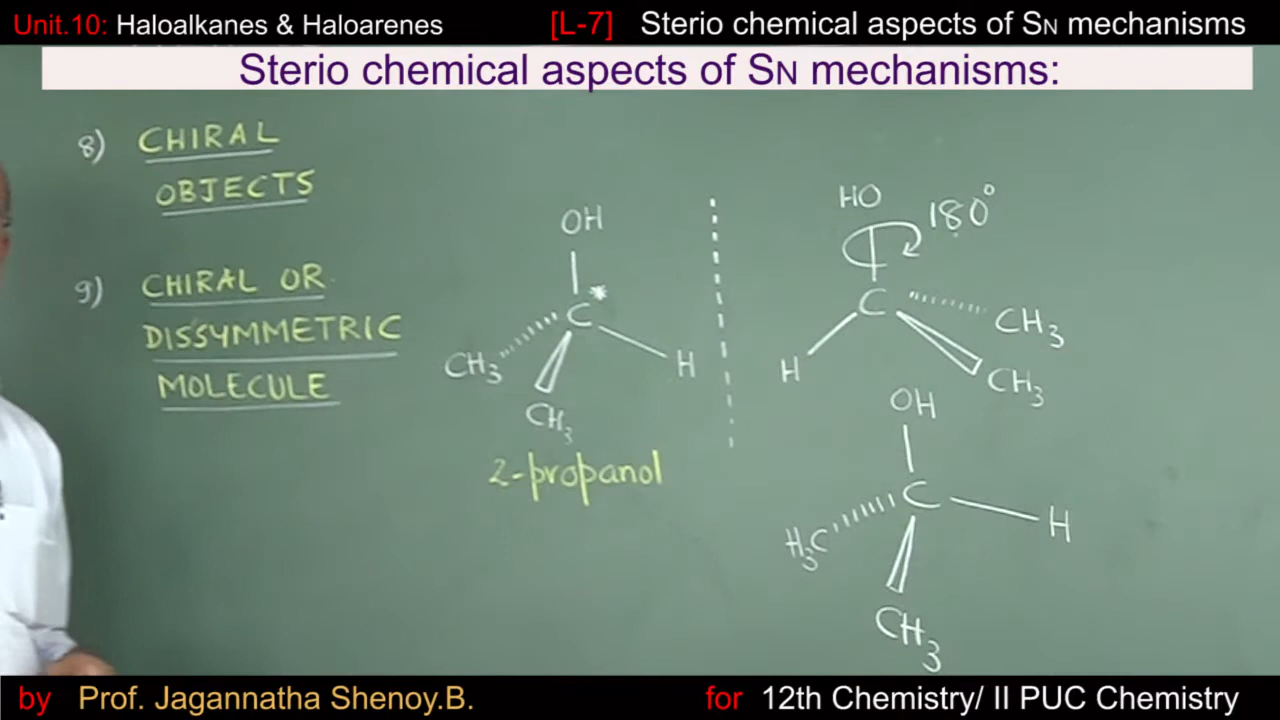 Unit.10: Haloalkanes & Haloarenes [L-7] Sterio chemical aspects of SN mechanisms
Sterio chemical aspects of SN mechanisms:
8) CHIRAL
OBJECTS
9) CHIRAL OR
DISSYMMETRIC
MOLECULE
OH
C*
CH3
H
CH3
2-propanol
HO
180°
C
CH3
H
CH3
OH
C
H
H3C
CH3
by Prof. Jagannatha Shenoy.B. for 12th Chemistry/ II PUC Chemistry